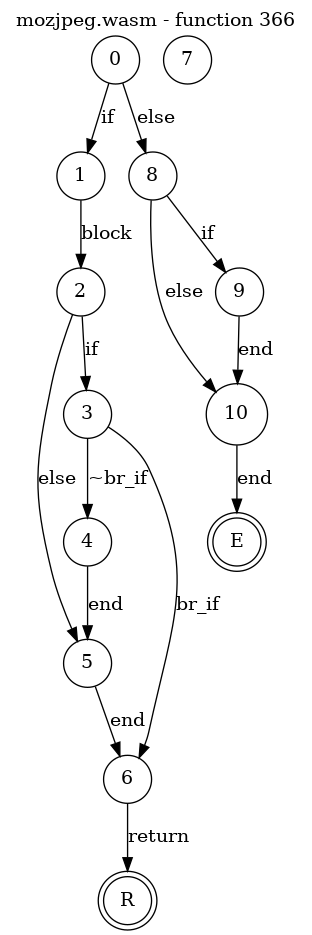 mozjpeg.wasm - function 366
0 7
if else
1 8
block if
2 else 9
if end
3 10
else ~br_if end
4 E
end br_if
5
end
6
return
R